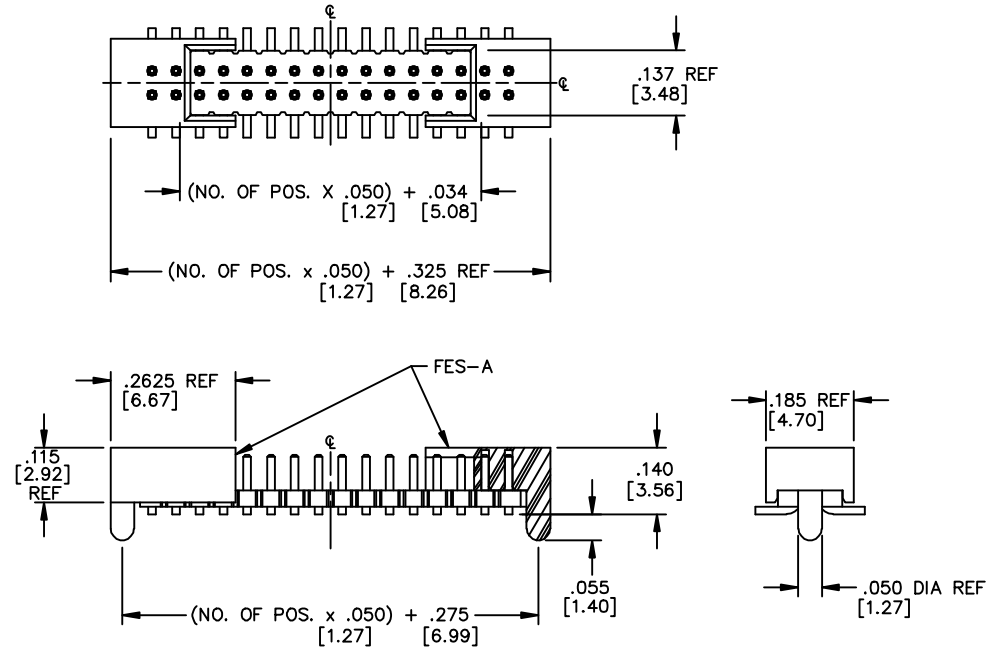 ℄
.137 REF
[3.48]
℄
(NO. OF POS. X .050) + .034
[1.27] [5.08]
(NO. OF POS. x .050) + .325 REF
[1.27] [8.26]
FES-A
.2625 REF
[6.67]
℄
.185 REF
[4.70]
.115
[2.92]
REF
.140
[3.56]
.055
[1.40]
.050 DIA REF
[1.27]
(NO. OF POS. x .050) + .275
[1.27] [6.99]